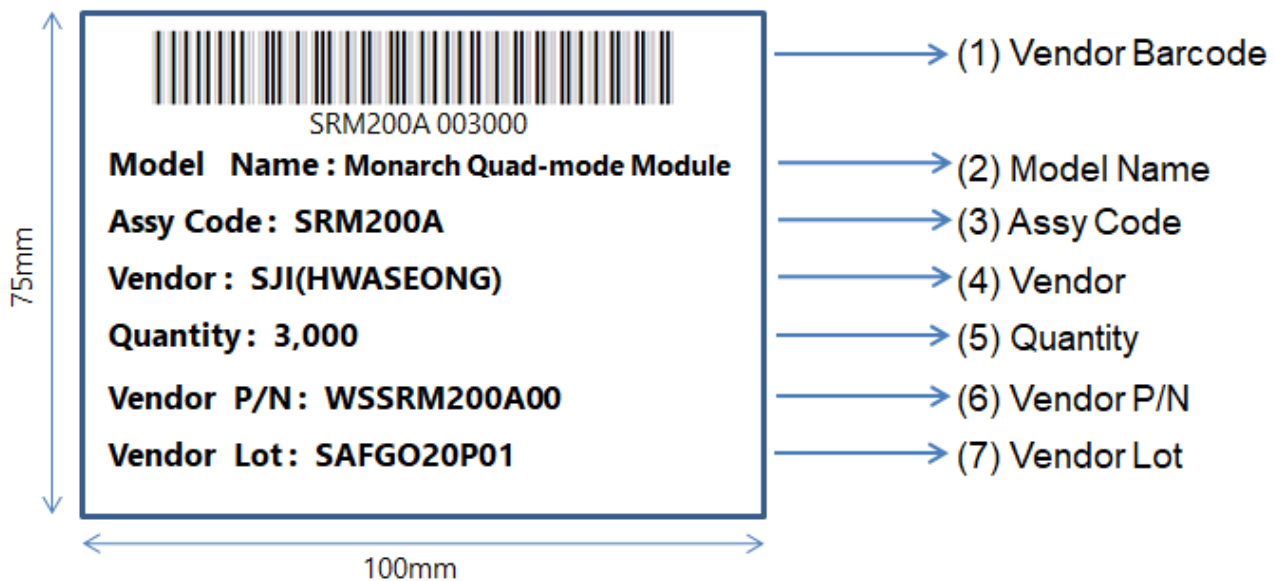 SRM200A 003000
Model Name : Monarch Quad-mode Module
Assy Code : SRM200A
Vendor : SJI(HWASEONG)
Quantity : 3,000
Vendor P/N : WSSRM200A00
Vendor Lot : SAFGO20P01
(1) Vendor Barcode
(2) Model Name
(3) Assy Code
(4) Vendor
(5) Quantity
(6) Vendor P/N
(7) Vendor Lot
75mm
100mm